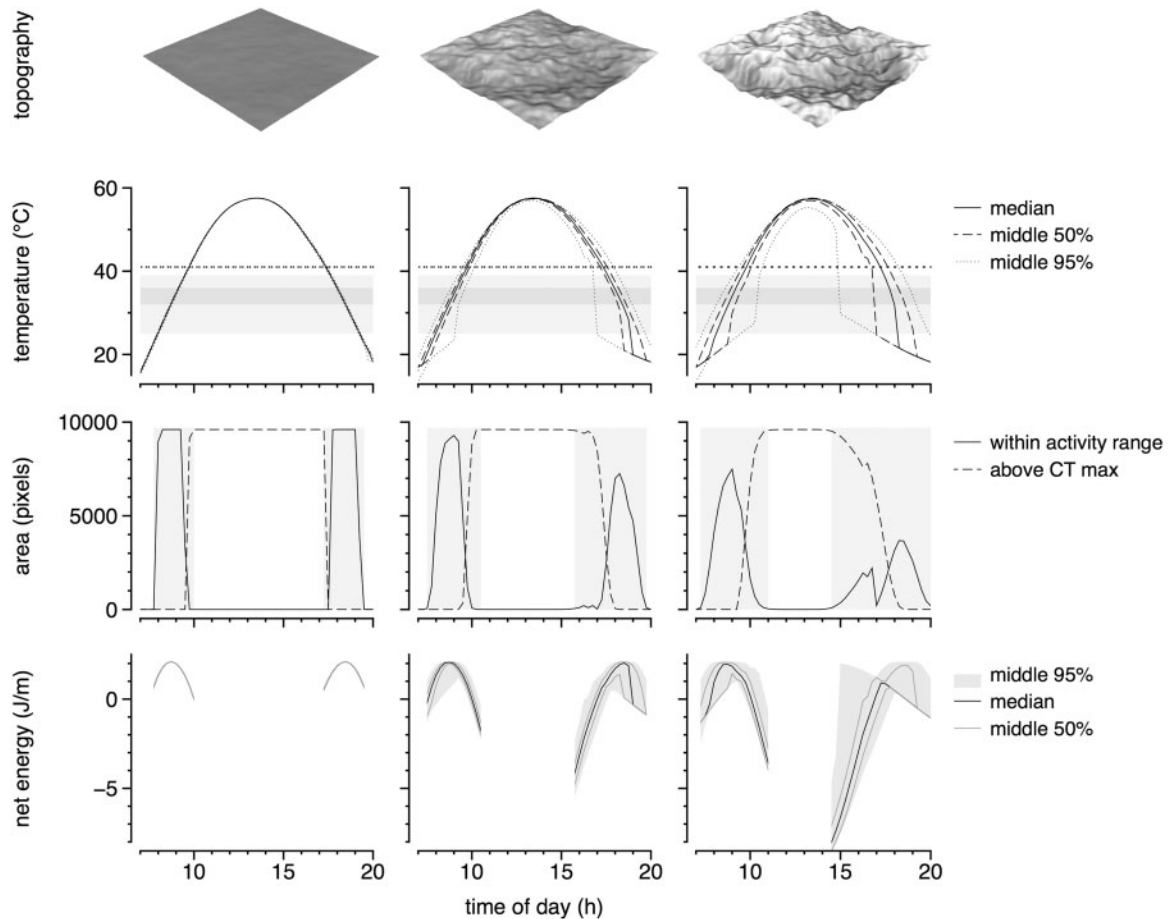 topography
temperature (°C)
60
40
20
median
middle 50%
middle 95%
area (pixels)
10000
5000
0
within activity range
above CT max
net energy (J/m)
0
−5
middle 95%
median
middle 50%
10
20
10
20
10
15
20
time of day (h)